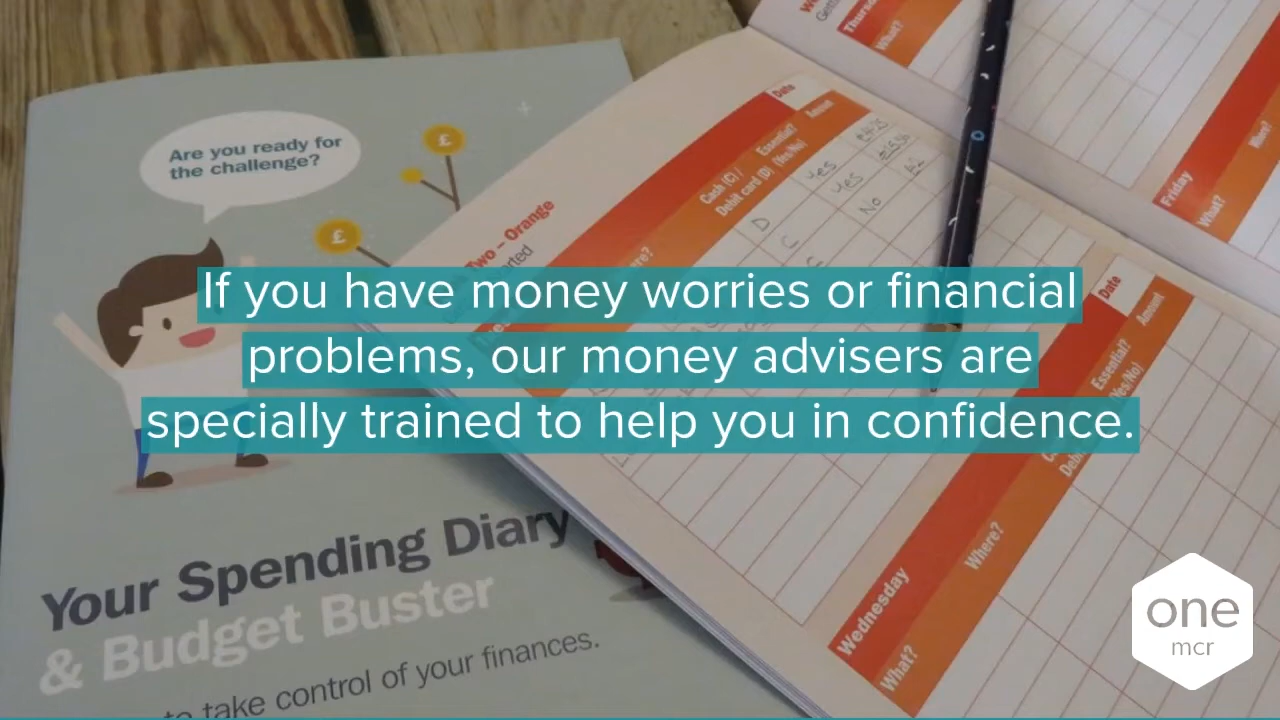 Are you ready for
the challenge?
£
£
Two – Orange
Date
Cash (C) /
Debit card (D)
Essential?
(Yes/No)
Amount
Yes
Yes
No
D
C
Thursday
What?
Friday
What?
Where?
If you have money worries or financial
problems, our money advisers are
specially trained to help you in confidence.
Date
Amount
Essential?
(Yes/No)
Wednesday
What?
Where?
Your Spending Diary
& Budget Buster
to take control of your finances.
one
mcr